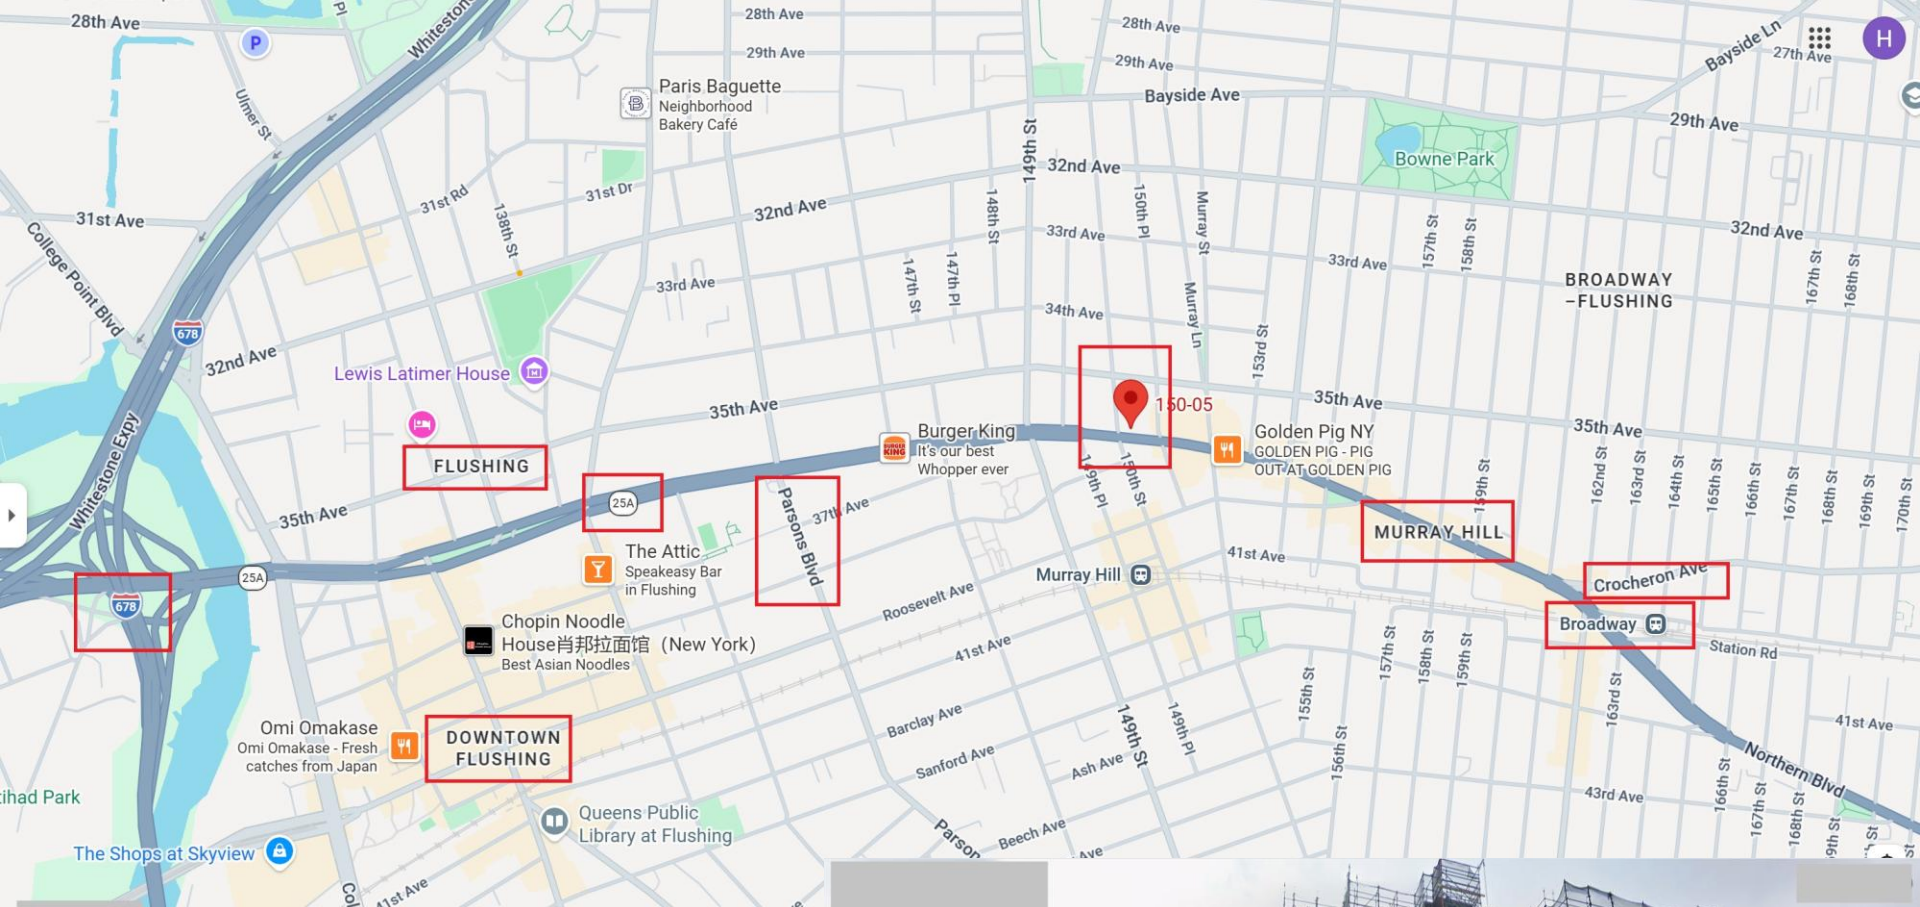 28th Ave
Pl
Whitestone
28th Ave
28th Ave
Bayside Ln
27th Ave
H
P
29th Ave
29th Ave
Paris Baguette
Neighborhood
Bakery Café
Bayside Ave
29th Ave
Ulmer St
149th St
Bowne Park
32nd Ave
31st Rd
31st Dr
138th St
32nd Ave
148th St
150th Pl
Murray St
157th St
158th St
32nd Ave
31st Ave
College Point Blvd
33rd Ave
33rd Ave
147th St
147th Pl
33rd Ave
BROADWAY
–FLUSHING
167th St
168th St
34th Ave
Murray Ln
153rd St
678
32nd Ave
Lewis Latimer House
35th Ave
150-05
35th Ave
35th Ave
Whitestone Expy
Burger King
It's our best
Whopper ever
Golden Pig NY
GOLDEN PIG - PIG
OUT AT GOLDEN PIG
FLUSHING
149th Pl
150th St
159th St
162nd St
163rd St
164th St
165th St
166th St
167th St
168th St
169th St
170th St
35th Ave
25A
Parsons Blvd
37th Ave
MURRAY HILL
The Attic
Speakeasy Bar
in Flushing
41st Ave
25A
Murray Hill
Crocheron Ave
678
Roosevelt Ave
Broadway
Chopin Noodle
House肖邦拉面馆（New York）
Best Asian Noodles
41st Ave
157th St
158th St
159th St
Station Rd
155th St
163rd St
Omi Omakase
Omi Omakase - Fresh
catches from Japan
DOWNTOWN
FLUSHING
Barclay Ave
149th St
149th Pl
156th St
41st Ave
Sanford Ave
Ash Ave
Northern Blvd
tihad Park
43rd Ave
166th St
167th St
168th St
9th St
St
St
Queens Public
Library at Flushing
Parson
Beech Ave
Ave
The Shops at Skyview
Col
41st Ave